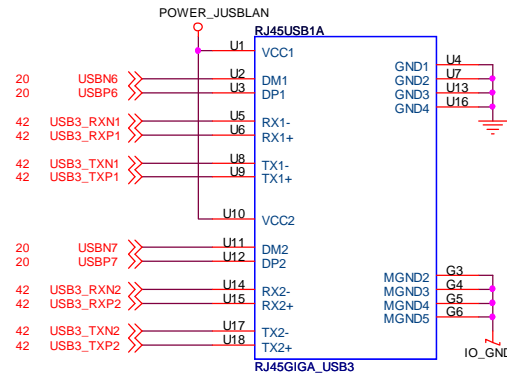 POWER_JUSBLAN
RJ45USB1A
U1 VCC1
GND1 U4
20 USBN6 U2 DM1
GND2 U7
20 USBP6 U3 DP1
GND3 U13
GND4 U16
42 USB3_RXN1 U5 RX1-
42 USB3_RXP1 U6 RX1+
42 USB3_TXN1 U8 TX1-
42 USB3_TXP1 U9 TX1+
U10 VCC2
20 USBN7 U11 DM2
20 USBP7 U12 DP2
MGND2 G3
42 USB3_RXN2 U14 RX2-
MGND3 G4
42 USB3_RXP2 U15 RX2+
MGND4 G5
MGND5 G6
42 USB3_TXN2 U17 TX2-
42 USB3_TXP2 U18 TX2+
IO_GND
RJ45GIGA_USB3